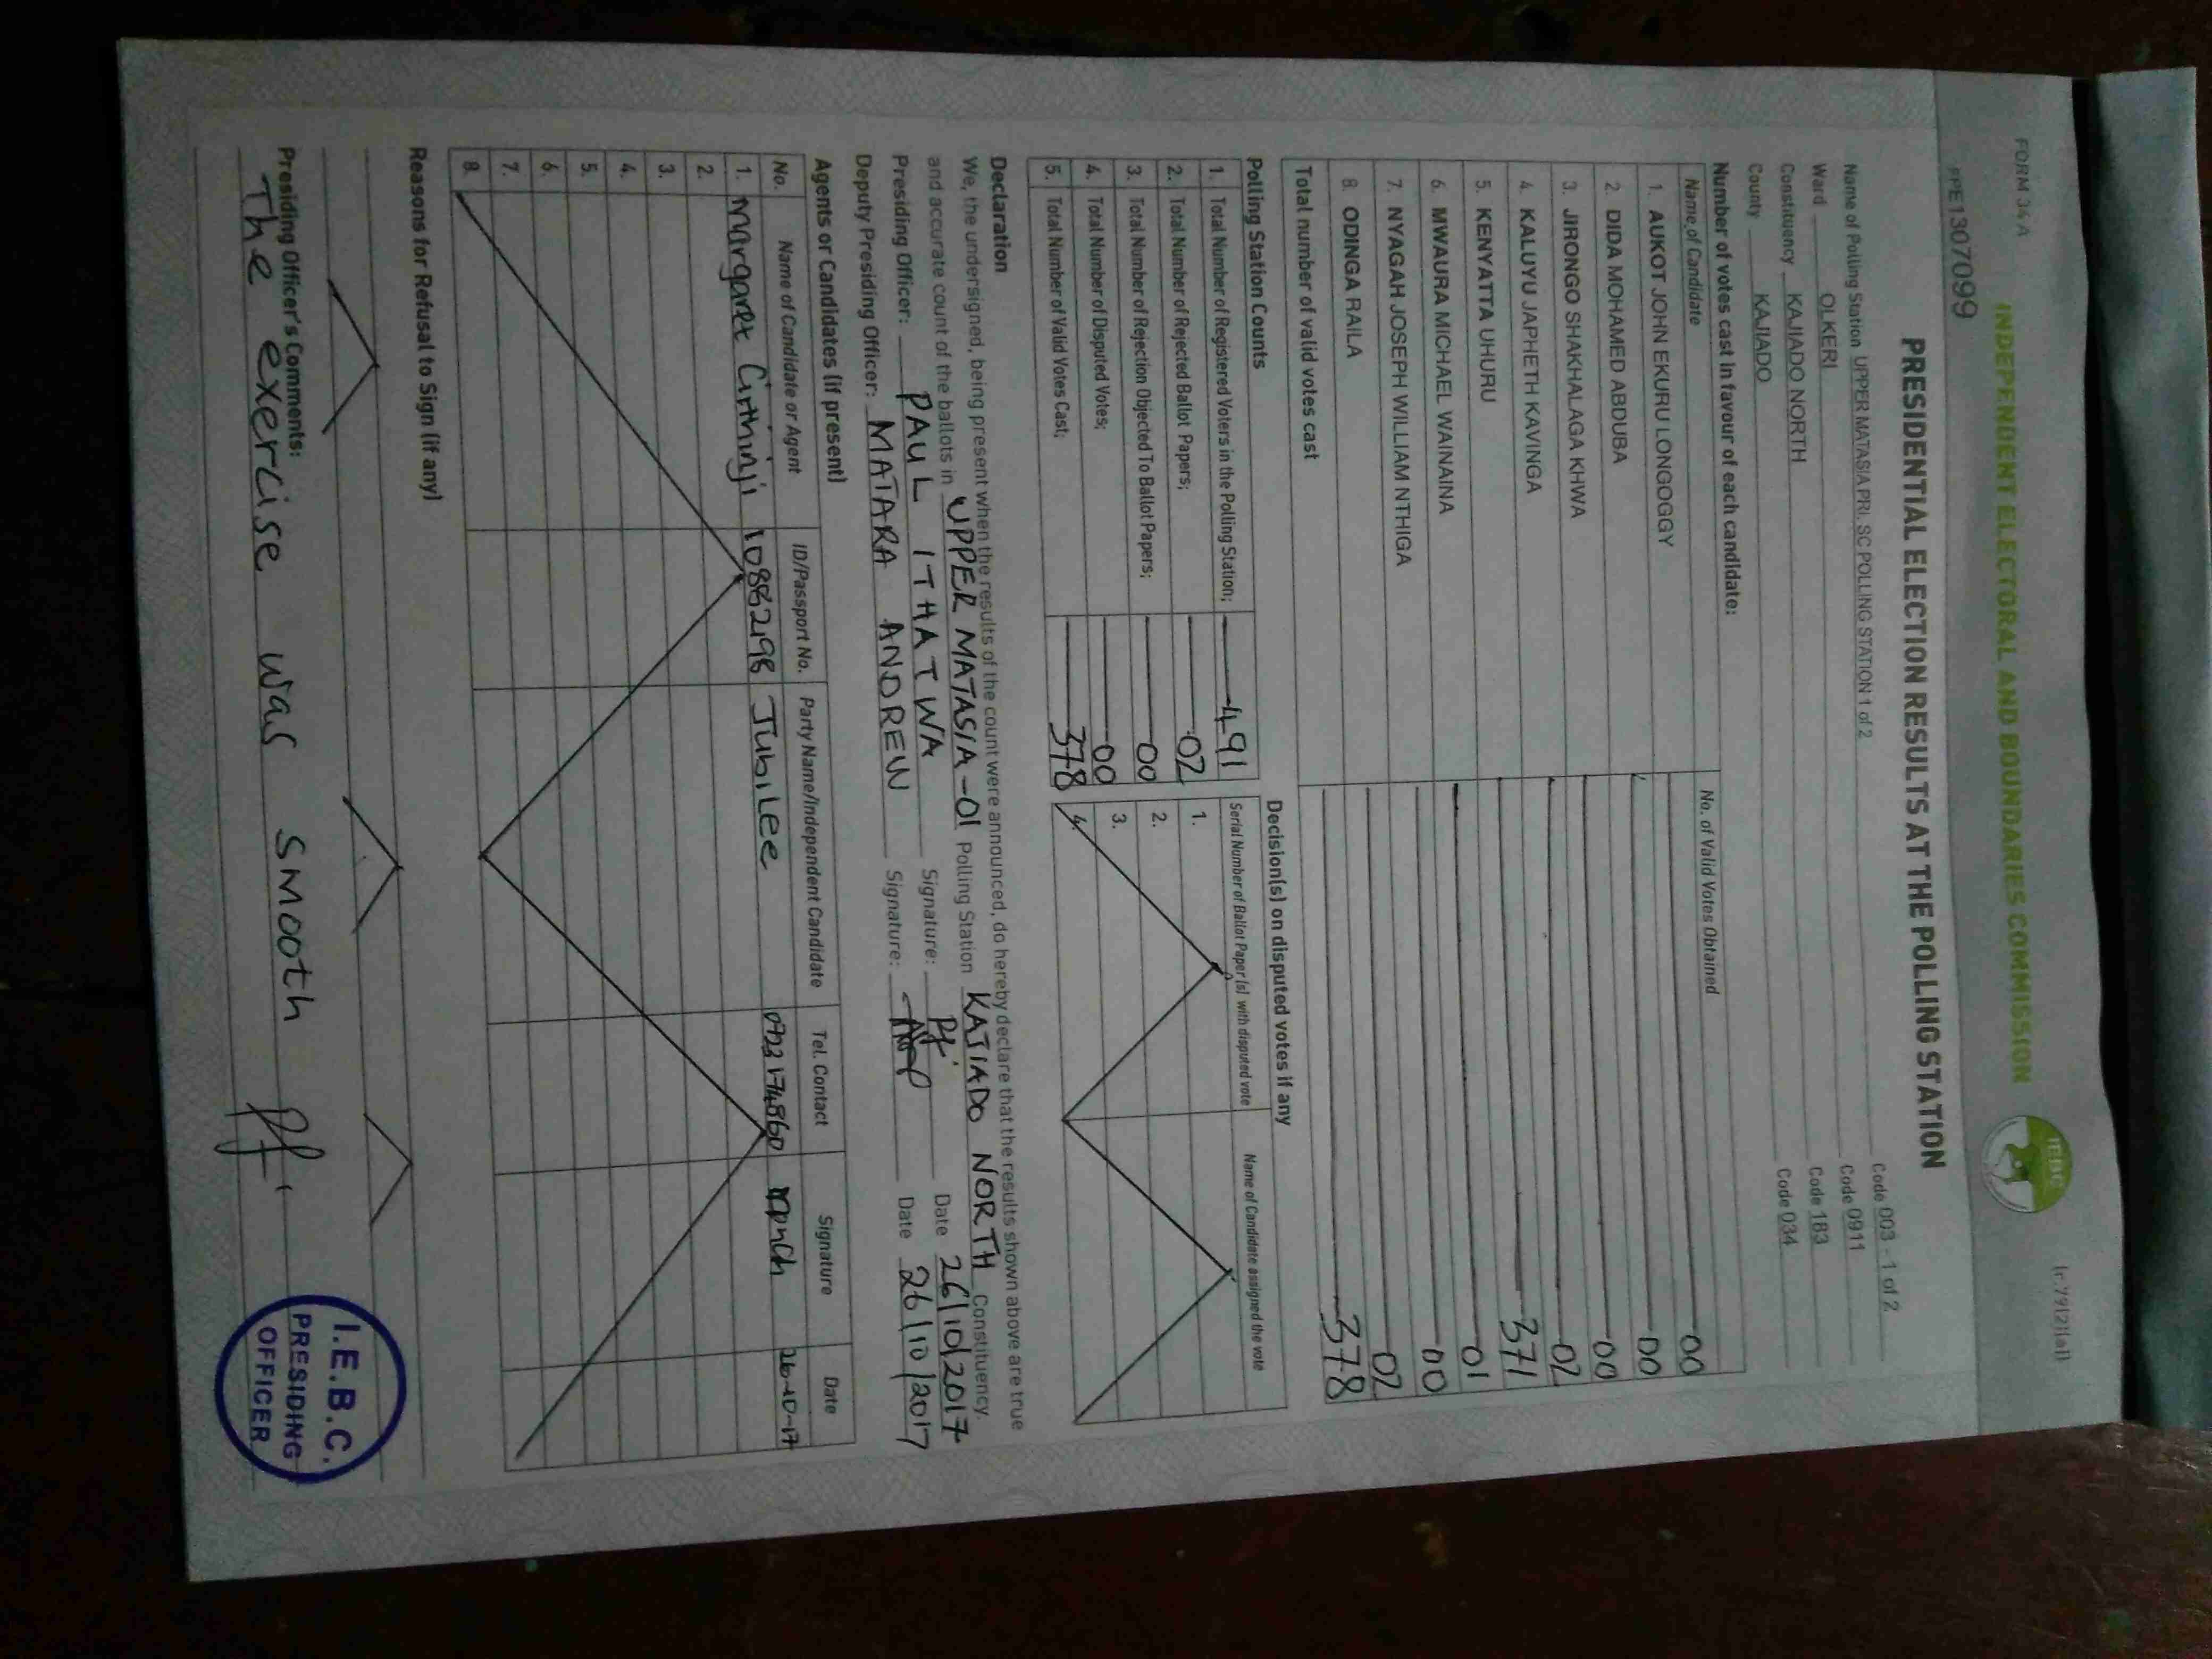 FORM 34A
INDEPENDENT ELECTORAL AND BOUNDARIES COMMISSION
IEBC
(r.79(2)(a))
PE1307099
PRESIDENTIAL ELECTION RESULTS AT THE POLLING STATION
Name of Polling Station UPPER MATASIA PRI. SC POLLING STATION 1 of 2 Code 003 - 1 of 2
Ward OLKERI Code 0911
Constituency KAJIADO NORTH Code 183
County KAJIADO Code 034
Number of votes cast in favour of each candidate:
Name of Candidate No. of Valid Votes Obtained
1. AUKOT JOHN EKURU LONGOGGY 00
2. DIDA MOHAMED ABDUBA 00
3. JIRONGO SHAKHALAGA KHWA 00
4. KALUYU JAPHETH KAVINGA 02
5. KENYATTA UHURU 371
6. MWAURA MICHAEL WAINAINA 01
7. NYAGAH JOSEPH WILLIAM NTHIGA 00
8. ODINGA RAILA 02
Total number of valid votes cast 378
Polling Station Counts
1. Total Number of Registered Voters in the Polling Station; 491
2. Total Number of Rejected Ballot Papers; 02
3. Total Number of Rejection Objected To Ballot Papers; 00
4. Total Number of Disputed Votes; 00
5. Total Number of Valid Votes Cast; 378
Decision(s) on disputed votes if any
Serial Number of Ballot Paper(s) with disputed vote Name of Candidate assigned the vote
1.
2.
3.
4.
Declaration
We, the undersigned, being present when the results of the count were announced, do hereby declare that the results shown above are true
and accurate count of the ballots in UPPER MATASIA-01 Polling Station KAJIADO NORTH Constituency.
Presiding Officer: PAUL ITHATWA Signature: Date 26/10/2017
Deputy Presiding Officer: MATARA ANDREW Signature: Date 26/10/2017
Agents or Candidates (if present)
No. Name of Candidate or Agent ID/Passport No. Party Name/Independent Candidate Tel. Contact Signature Date
1. Margaret Githinji 10882198 JubiLee 0723174860 26-10-17
2.
3.
4.
5.
6.
7.
8.
Reasons for Refusal to Sign (if any)
Presiding Officer's Comments:
The exercise was smooth
I.E.B.C.
PRESIDING
OFFICER